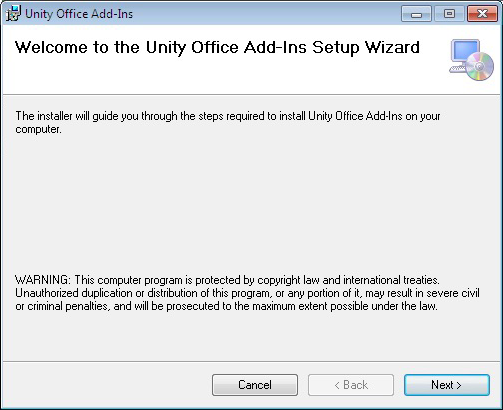 Unity Office Add-Ins
Welcome to the Unity Office Add-Ins Setup Wizard
The installer will guide you through the steps required to install Unity Office Add-Ins on your
computer.
WARNING: This computer program is protected by copyright law and international treaties.
Unauthorized duplication or distribution of this program, or any portion of it, may result in severe civil
or criminal penalties, and will be prosecuted to the maximum extent possible under the law.
Cancel < Back Next >